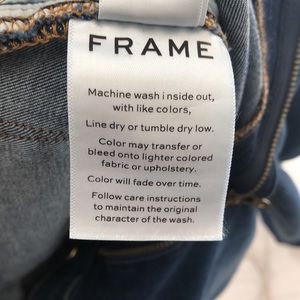 FRAME
Machine wash inside out,
with like colors,
Line dry or tumble dry low.
Color may transfer or
bleed onto lighter colored
fabric or upholstery.
Color will fade over time.
Follow care instructions
to maintain the original
character of the wash.